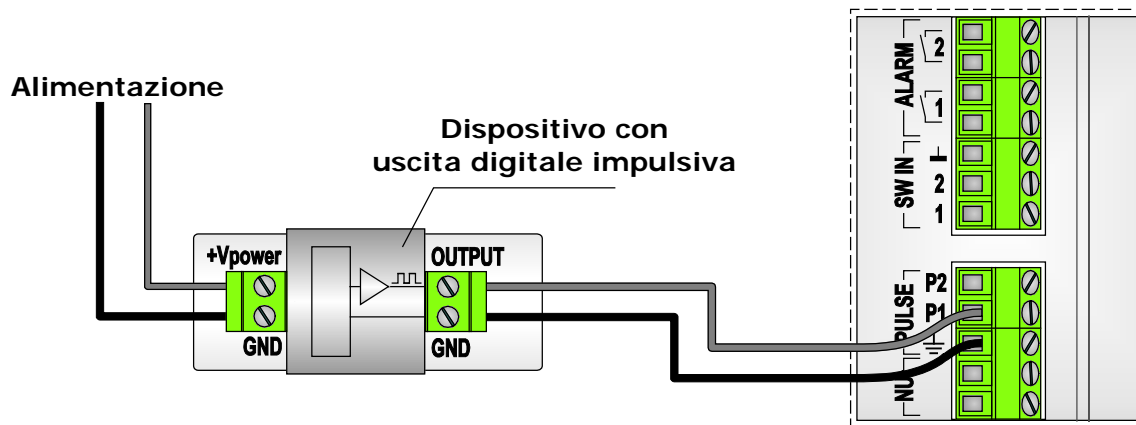 Alimentazione
Dispositivo con
uscita digitale impulsiva
+Vpower
GND
OUTPUT
GND
ALARM
2
1
SW IN
2
1
PULSE
P2
P1
NU